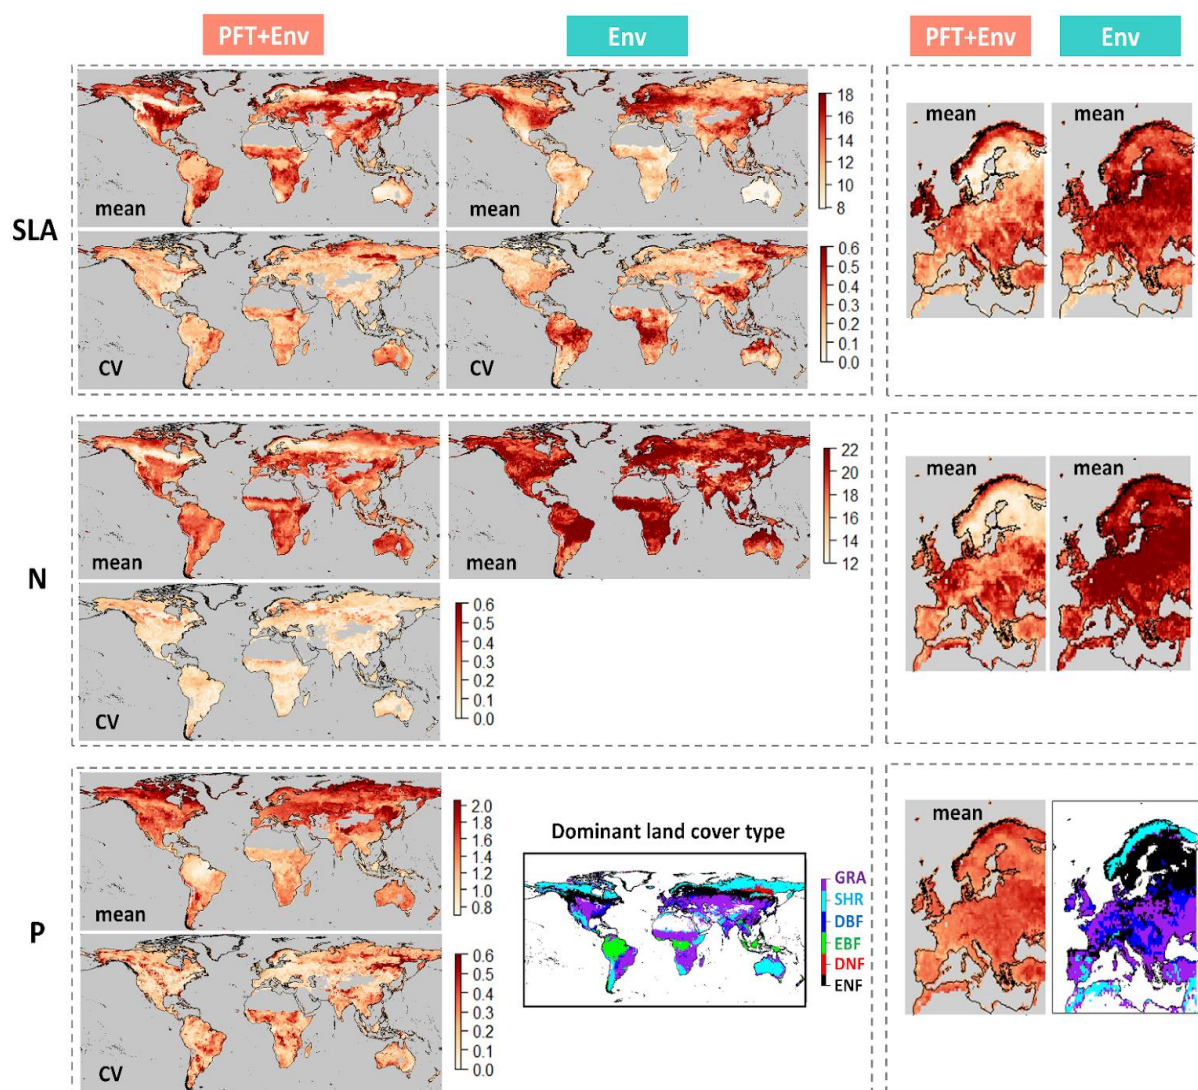 PFT+Env Env PFT+Env Env
SLA
mean mean
18
16
14
12
10
8
mean mean
CV CV
0.6
0.5
0.4
0.3
0.2
0.1
0.0
N
mean mean
22
20
18
16
14
12
mean mean
CV
0.6
0.5
0.4
0.3
0.2
0.1
0.0
P
mean
2.0
1.8
1.6
1.4
1.2
1.0
0.8
CV
0.6
0.5
0.4
0.3
0.2
0.1
0.0
Dominant land cover type
GRA
SHR
DBF
EBF
DNF
ENF
mean